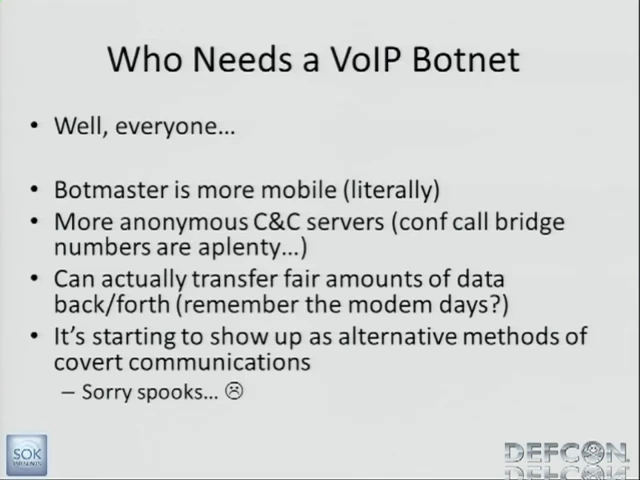 Who Needs a VoIP Botnet
• Well, everyone…
• Botmaster is more mobile (literally)
• More anonymous C&C servers (conf call bridge
numbers are aplenty…)
• Can actually transfer fair amounts of data
back/forth (remember the modem days?)
• It’s starting to show up as alternative methods of
covert communications
– Sorry spooks… ☹
SOK
DEFCON.